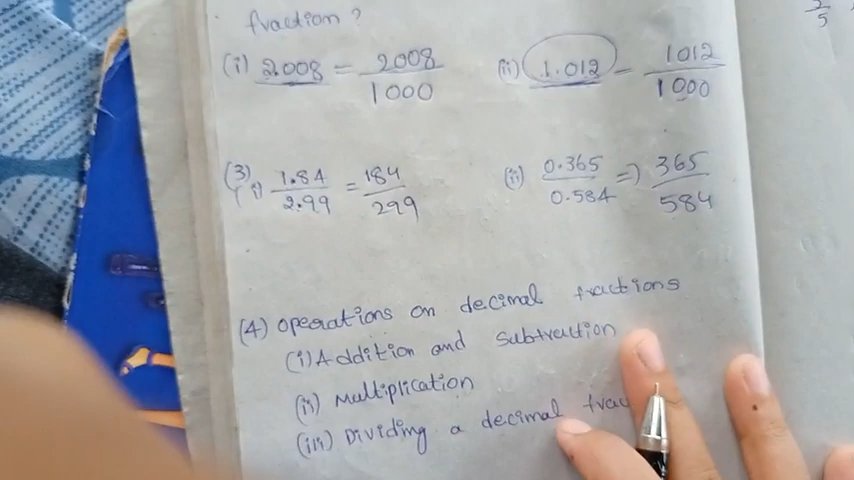 fraction ?
(i) 2.008 = 2008/1000 (ii) 1.012 = 1012/1000
(3)
(i) 1.84/2.99 = 184/299 (ii) 0.365/0.584 => 365/584
(4) Operations on decimal fractions
(i) Addition and Subtraction
(ii) Multiplication
(iii) Dividing a decimal